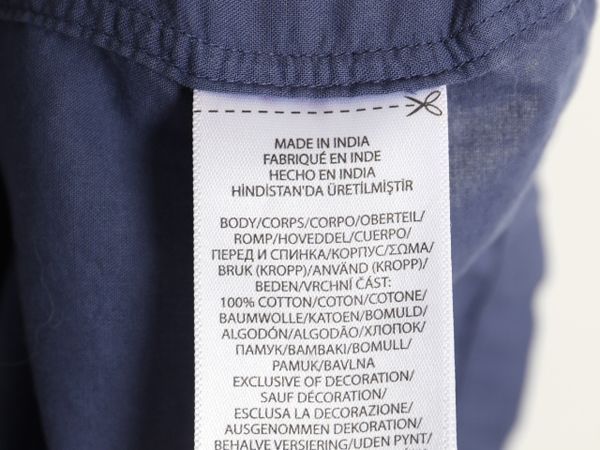 MADE IN INDIA
FABRIQUÉ EN INDE
HECHO EN INDIA
HİNDİSTAN'DA ÜRETİLMİŞTİR
BODY/CORPS/CORPO/OBERTEIL/
ROMP/HOVEDDEL/CUERPO/
ПЕРЕД И СПИНКА/КОРПУС/ΣΩΜΑ/
BRUK (KROPP)/ANVÄND (KROPP)/
BEDEN/VRCHNÍ ČÁST:
100% COTTON/COTON/COTONE/
BAUMWOLLE/KATOEN/BOMULD/
ALGODÓN/ALGODÃO/ХЛОПОК/
ПАМУК/ΒΑΜΒΑΚΙ/BOMULL/
PAMUK/BAVLNA
EXCLUSIVE OF DECORATION/
SAUF DÉCORATION/
ESCLUSA LA DECORAZIONE/
AUSGENOMMEN DEKORATION/
BEHALVE VERSIERING/UDEN PYNT/